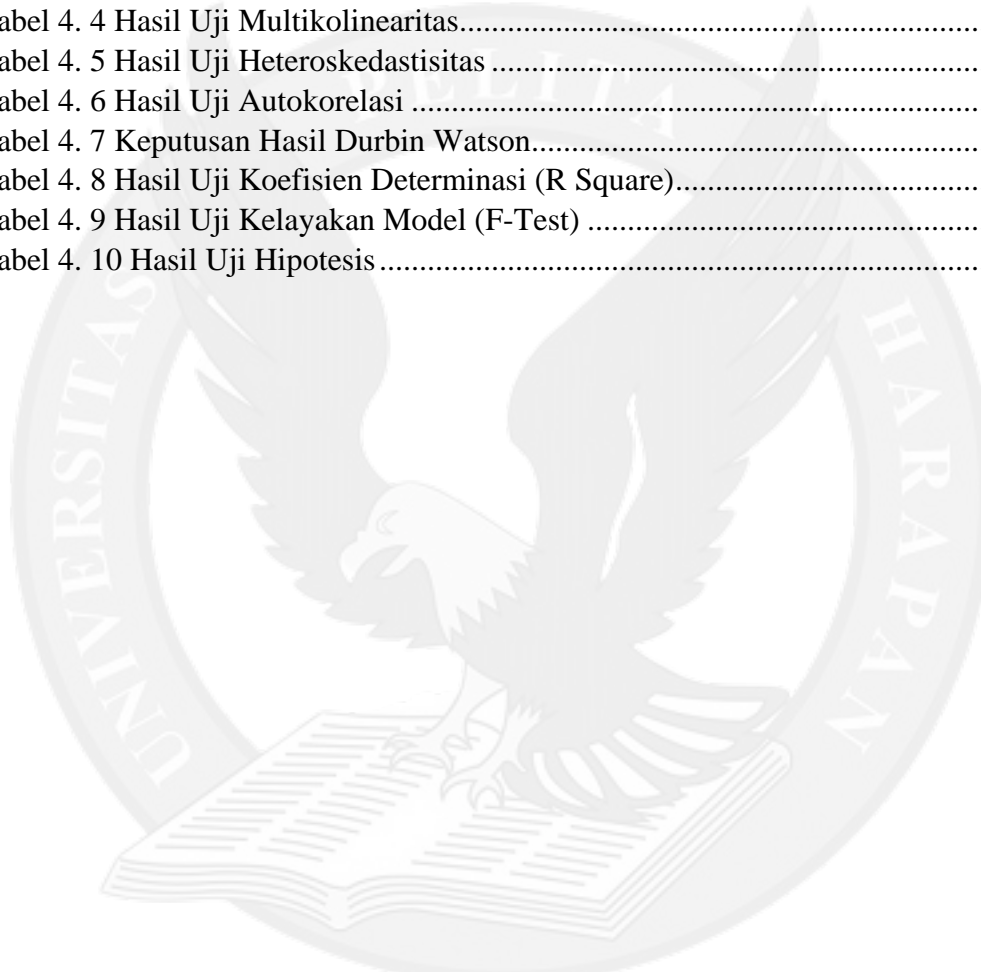 abel 4. 4 Hasil Uji Multikolinearitas.......................................................................
abel 4. 5 Hasil Uji Heteroskedastisitas...................................................................
abel 4. 6 Hasil Uji Autokorelasi.............................................................................
abel 4. 7 Keputusan Hasil Durbin Watson..............................................................
abel 4. 8 Hasil Uji Koefisien Determinasi (R Square)..........................................
abel 4. 9 Hasil Uji Kelayakan Model (F-Test).......................................................
abel 4. 10 Hasil Uji Hipotesis.................................................................................
UNIVERSITAS PELITA HARAPAN